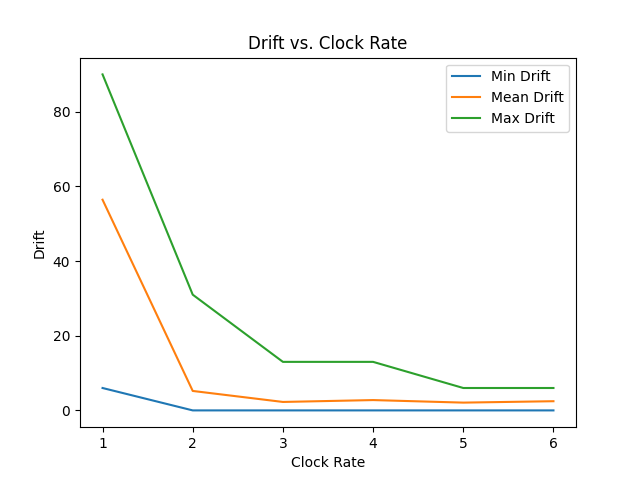 Drift vs. Clock Rate
Min Drift
Mean Drift
Max Drift
Drift
80
60
40
20
0
1 2 3 4 5 6
Clock Rate